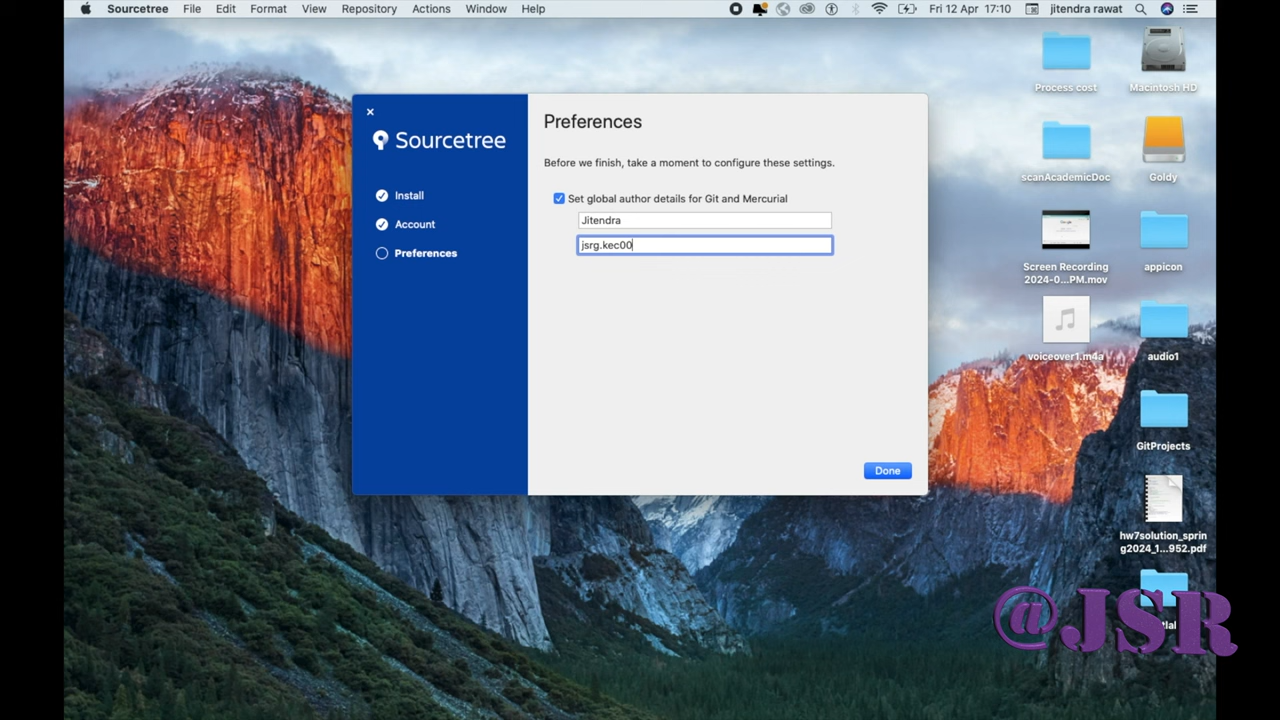 Sourcetree File Edit Format View Repository Actions Window Help Fri 12 Apr 17:10 jitendra rawat
Process cost
Macintosh HD
Sourcetree
Preferences
Before we finish, take a moment to configure these settings.
scanAcademicDoc
Goldy
Install
Set global author details for Git and Mercurial
Account
Jitendra
Preferences
jsrg.kec00
Screen Recording
2024-0...PM.mov
appicon
voiceover1.m4a
audio1
GitProjects
Done
hw7solution_sprin
g2024_1...952.pdf
@JSR